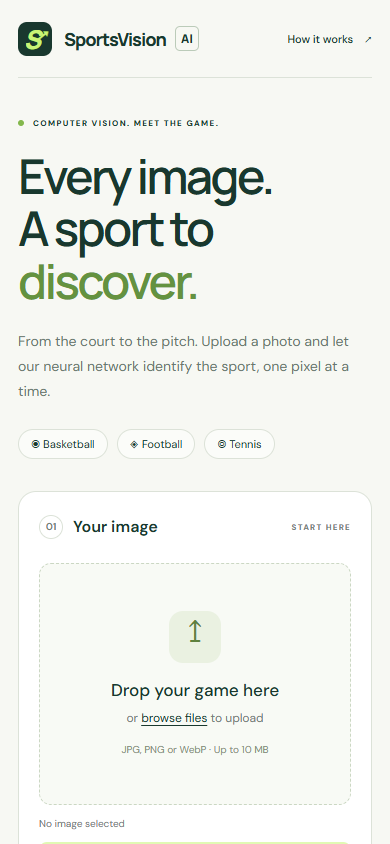 S
SportsVision AI
How it works ↗
COMPUTER VISION. MEET THE GAME.
Every image.
A sport to
discover.
From the court to the pitch. Upload a photo and let
our neural network identify the sport, one pixel at a
time.
◉ Basketball
◈ Football
◎ Tennis
01 Your image
START HERE
↥
Drop your game here
or browse files to upload
JPG, PNG or WebP · Up to 10 MB
No image selected